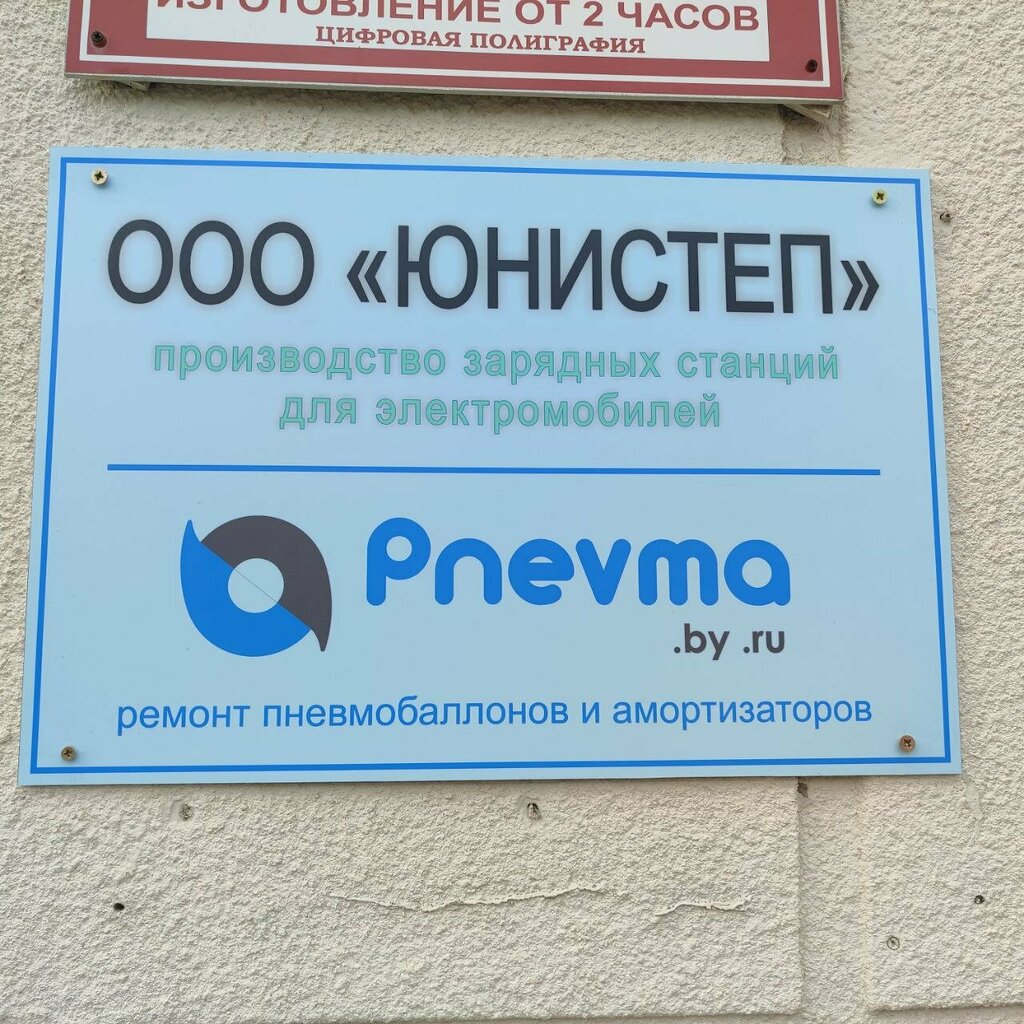 ИЗГОТОВЛЕНИЕ ОТ 2 ЧАСОВ
ЦИФРОВАЯ ПОЛИГРАФИЯ
ООО «ЮНИСТЕП»
производство зарядных станций
для электромобилей
Pnevma
.by .ru
ремонт пневмобаллонов и амортизаторов